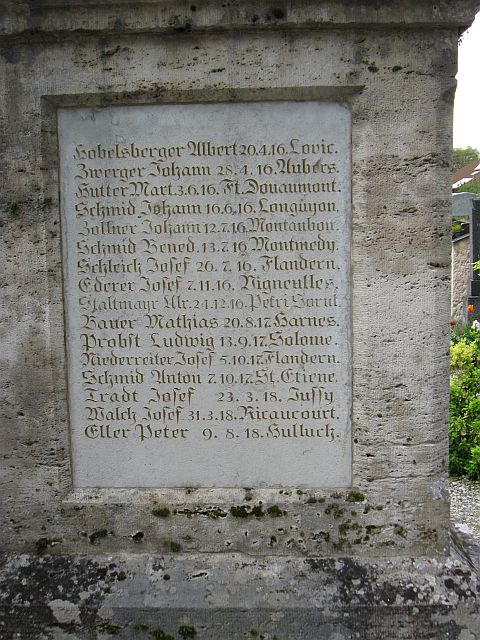 Hobelsberger Albert 20.4.16. Lovic.
Zwerger Johann 28.4.16. Aubers.
Hutter Mart. 3.6.16. Ft. Douaumont.
Schmid Johann 16.6.16. Longuyon.
Zollner Johann 12.7.16. Montauban.
Schmid Bened. 13.7.16. Montmedy.
Schleich Josef 26.7.16. Flandern.
Ederer Josef 7.11.16. Vigneulles.
Staltmayr Ulr. 24.12.16. Petri Gorul.
Bauer Mathias 20.8.17. Harnes.
Probst Ludwig 13.9.17. Solome.
Niederreiter Josef 5.10.17. Flandern.
Schmid Anton 7.10.17. St. Etiene.
Tradt Josef 23.3.18. Jussy.
Walch Josef 31.3.18. Ricaucourt.
Eller Peter 9.8.18. Hulluch.